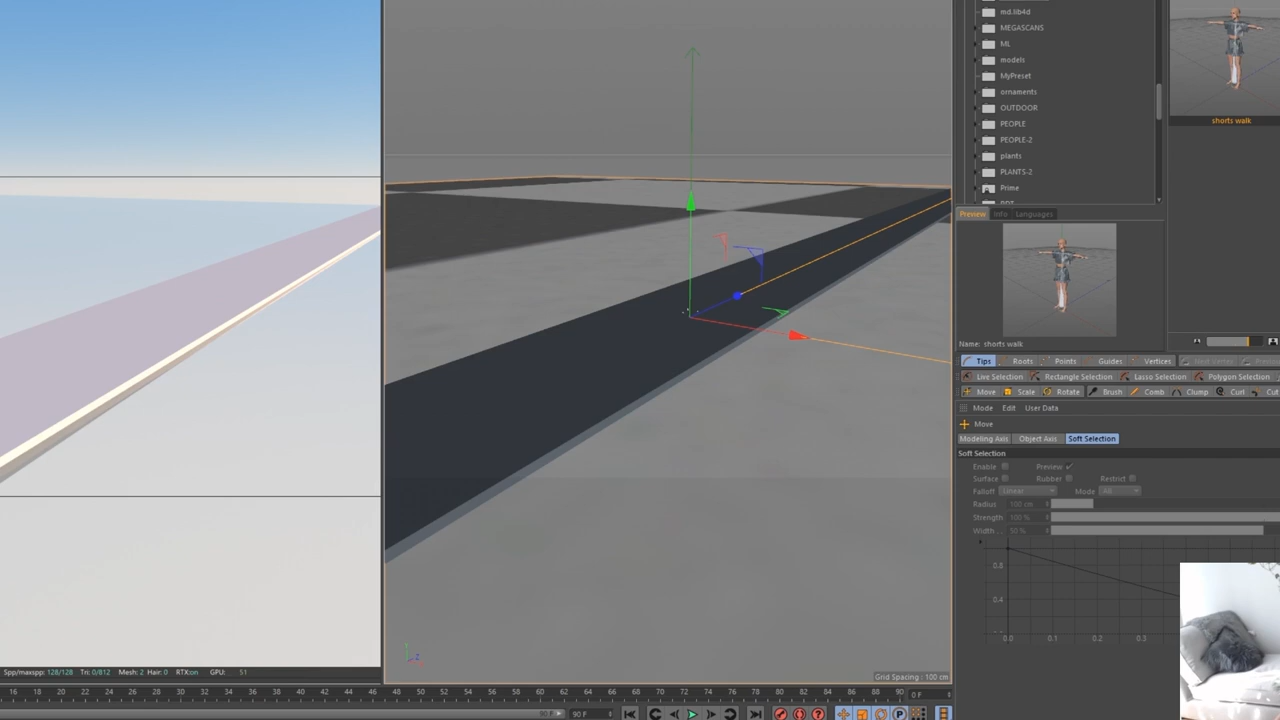 md.lib4d
MEGASCANS
ML
models
MyPreset
ornaments
OUTDOOR
PEOPLE
PEOPLE-2
plants
PLANTS-2
Prime
shorts walk
Preview Info Languages
Name: shorts walk
Tips Roots Points Guides Vertices
Live Selection Rectangle Selection Lasso Selection Polygon Selection
Move Scale Rotate Brush Comb Clump Curl Cut
Mode Edit User Data
Move
Modeling Axis Object Axis Soft Selection
Soft Selection
Enable Preview
Surface Rubber Restrict
Falloff Linear Mode All
Radius 100 cm
Strength 100 %
Width 50 %
0.8
0.4
0.0 0.1 0.2 0.3
Grid Spacing : 100 cm
Spp/maxspp: 128/128 Tri: 0/812 Mesh: 2 Hair: 0 RTX:on GPU: 51
16 18 20 22 24 26 28 30 32 34 36 38 40 42 44 46 48 50 52 54 56 58 60 62 64 66 68 70 72 74 76 78 80 82 84 86 88 90 0 F
90 F 90 F